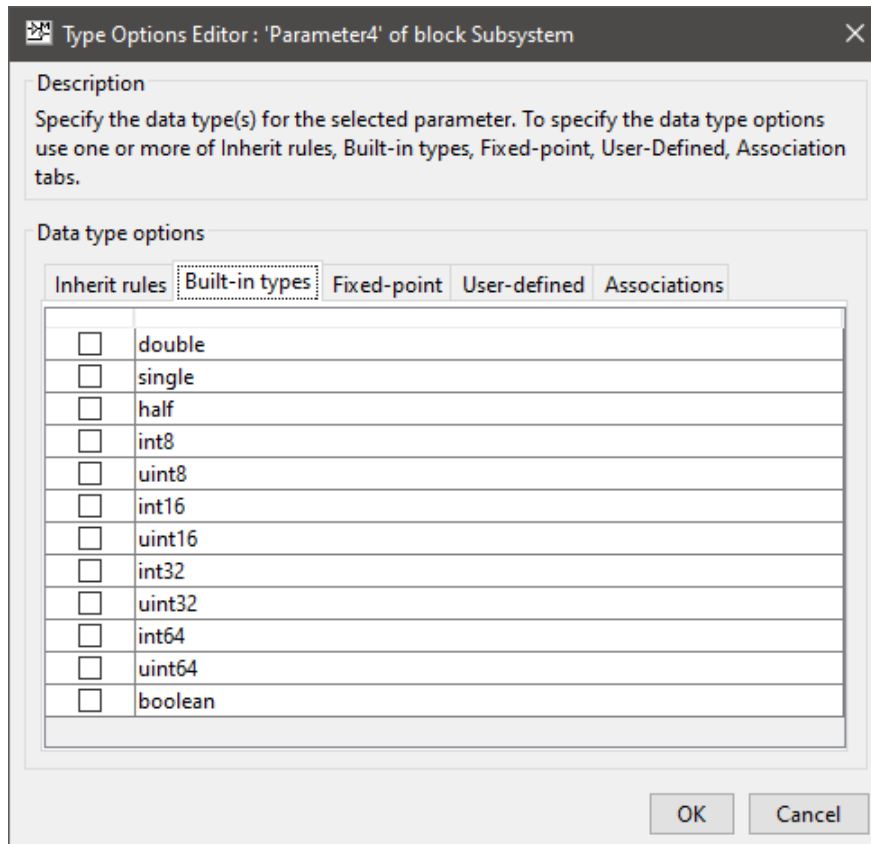 Type Options Editor : 'Parameter4' of block Subsystem
Description
Specify the data type(s) for the selected parameter. To specify the data type options
use one or more of Inherit rules, Built-in types, Fixed-point, User-Defined, Association
tabs.
Data type options
Inherit rules Built-in types Fixed-point User-defined Associations
double
single
half
int8
uint8
int16
uint16
int32
uint32
int64
uint64
boolean
OK Cancel